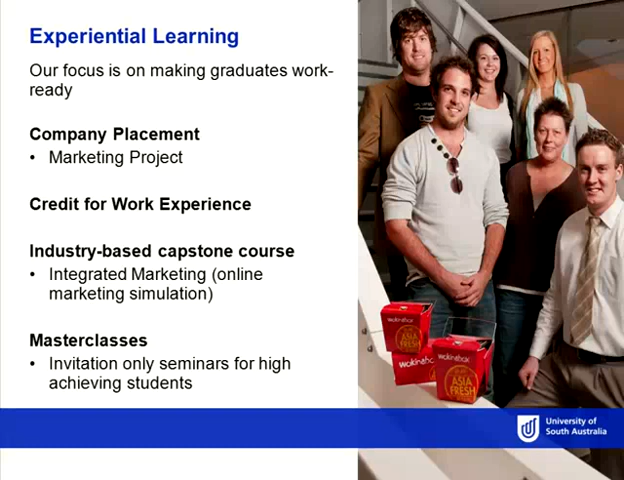 Experiential Learning
Our focus is on making graduates work-
ready
Company Placement
• Marketing Project
Credit for Work Experience
Industry-based capstone course
• Integrated Marketing (online
marketing simulation)
Masterclasses
• Invitation only seminars for high
achieving students
wokinabox
ASIA
FRESH
wokinabox
ASIA
FRESH
University of
South Australia